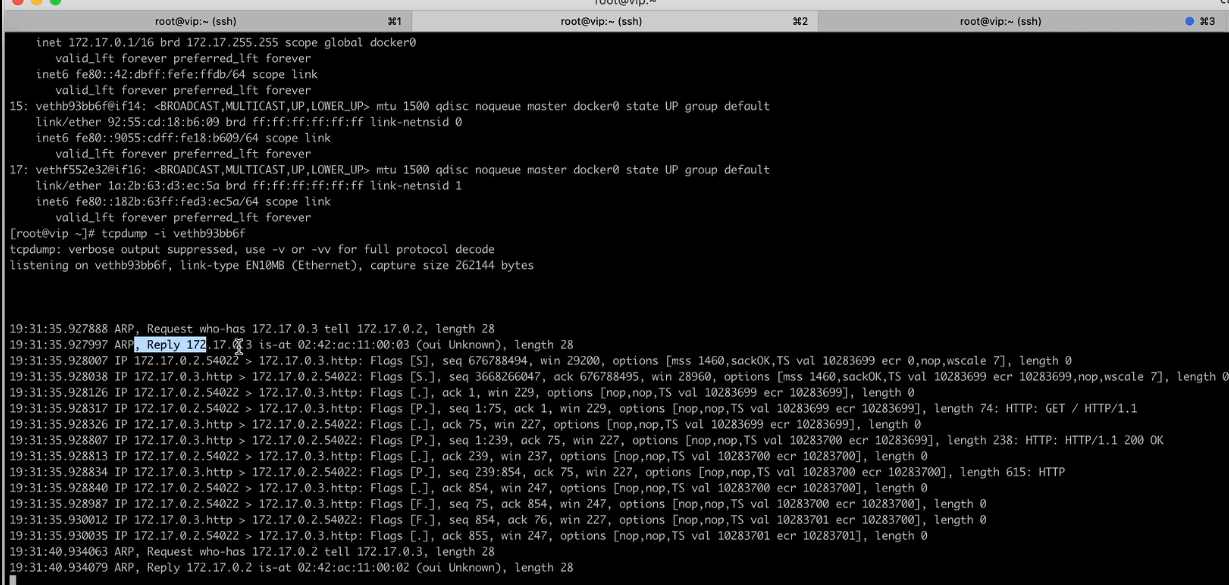 root@vip:~
root@vip:~ (ssh) ⌘1 root@vip:~ (ssh) ⌘2 root@vip:~ (ssh) ⌘3
inet 172.17.0.1/16 brd 172.17.255.255 scope global docker0
valid_lft forever preferred_lft forever
inet6 fe80::42:dbff:fefe:ffdb/64 scope link
valid_lft forever preferred_lft forever
15: vethb93bb6f@if14: <BROADCAST,MULTICAST,UP,LOWER_UP> mtu 1500 qdisc noqueue master docker0 state UP group default
link/ether 92:55:cd:18:b6:09 brd ff:ff:ff:ff:ff:ff link-netnsid 0
inet6 fe80::9055:cdff:fe18:b609/64 scope link
valid_lft forever preferred_lft forever
17: vethf552e32@if16: <BROADCAST,MULTICAST,UP,LOWER_UP> mtu 1500 qdisc noqueue master docker0 state UP group default
link/ether 1a:2b:63:d3:ec:5a brd ff:ff:ff:ff:ff:ff link-netnsid 1
inet6 fe80::182b:63ff:fed3:ec5a/64 scope link
valid_lft forever preferred_lft forever
[root@vip ~]# tcpdump -i vethb93bb6f
tcpdump: verbose output suppressed, use -v or -vv for full protocol decode
listening on vethb93bb6f, link-type EN10MB (Ethernet), capture size 262144 bytes
19:31:35.927888 ARP, Request who-has 172.17.0.3 tell 172.17.0.2, length 28
19:31:35.927997 ARP, Reply 172.17.0.3 is-at 02:42:ac:11:00:03 (oui Unknown), length 28
19:31:35.928007 IP 172.17.0.2.54022 > 172.17.0.3.http: Flags [S], seq 676788494, win 29200, options [mss 1460,sackOK,TS val 10283699 ecr 0,nop,wscale 7], length 0
19:31:35.928038 IP 172.17.0.3.http > 172.17.0.2.54022: Flags [S.], seq 3668266047, ack 676788495, win 28960, options [mss 1460,sackOK,TS val 10283699 ecr 10283699,nop,wscale 7], length 0
19:31:35.928126 IP 172.17.0.2.54022 > 172.17.0.3.http: Flags [.], ack 1, win 229, options [nop,nop,TS val 10283699 ecr 10283699], length 0
19:31:35.928317 IP 172.17.0.2.54022 > 172.17.0.3.http: Flags [P.], seq 1:75, ack 1, win 229, options [nop,nop,TS val 10283699 ecr 10283699], length 74: HTTP: GET / HTTP/1.1
19:31:35.928326 IP 172.17.0.3.http > 172.17.0.2.54022: Flags [.], ack 75, win 227, options [nop,nop,TS val 10283699 ecr 10283699], length 0
19:31:35.928807 IP 172.17.0.3.http > 172.17.0.2.54022: Flags [P.], seq 1:239, ack 75, win 227, options [nop,nop,TS val 10283700 ecr 10283699], length 238: HTTP: HTTP/1.1 200 OK
19:31:35.928813 IP 172.17.0.2.54022 > 172.17.0.3.http: Flags [.], ack 239, win 237, options [nop,nop,TS val 10283700 ecr 10283700], length 0
19:31:35.928834 IP 172.17.0.3.http > 172.17.0.2.54022: Flags [P.], seq 239:854, ack 75, win 227, options [nop,nop,TS val 10283700 ecr 10283700], length 615: HTTP
19:31:35.928840 IP 172.17.0.2.54022 > 172.17.0.3.http: Flags [.], ack 854, win 247, options [nop,nop,TS val 10283700 ecr 10283700], length 0
19:31:35.928987 IP 172.17.0.2.54022 > 172.17.0.3.http: Flags [F.], seq 75, ack 854, win 247, options [nop,nop,TS val 10283700 ecr 10283700], length 0
19:31:35.930012 IP 172.17.0.3.http > 172.17.0.2.54022: Flags [F.], seq 854, ack 76, win 227, options [nop,nop,TS val 10283701 ecr 10283700], length 0
19:31:35.930035 IP 172.17.0.2.54022 > 172.17.0.3.http: Flags [.], ack 855, win 247, options [nop,nop,TS val 10283701 ecr 10283701], length 0
19:31:40.934063 ARP, Request who-has 172.17.0.2 tell 172.17.0.3, length 28
19:31:40.934079 ARP, Reply 172.17.0.2 is-at 02:42:ac:11:00:02 (oui Unknown), length 28